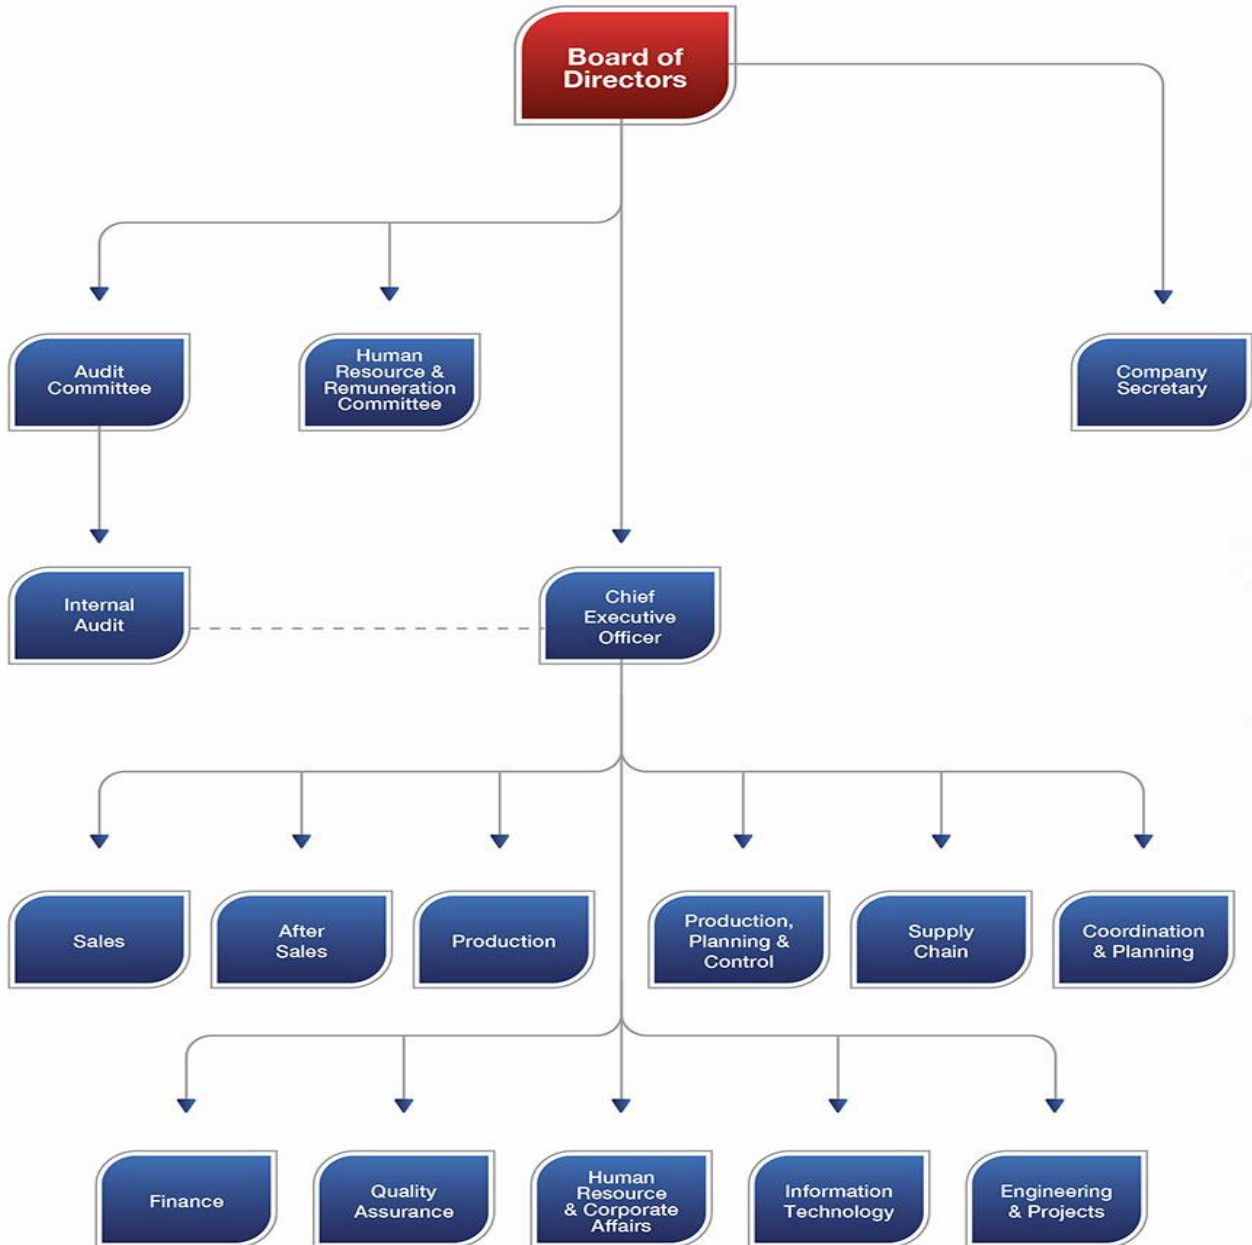 Board of
Directors
Audit
Committee
Human
Resource &
Remuneration
Committee
Company
Secretary
Internal
Audit
Chief
Executive
Officer
Sales
After
Sales
Production
Production,
Planning &
Control
Supply
Chain
Coordination
& Planning
Finance
Quality
Assurance
Human
Resource
& Corporate
Affairs
Information
Technology
Engineering
& Projects